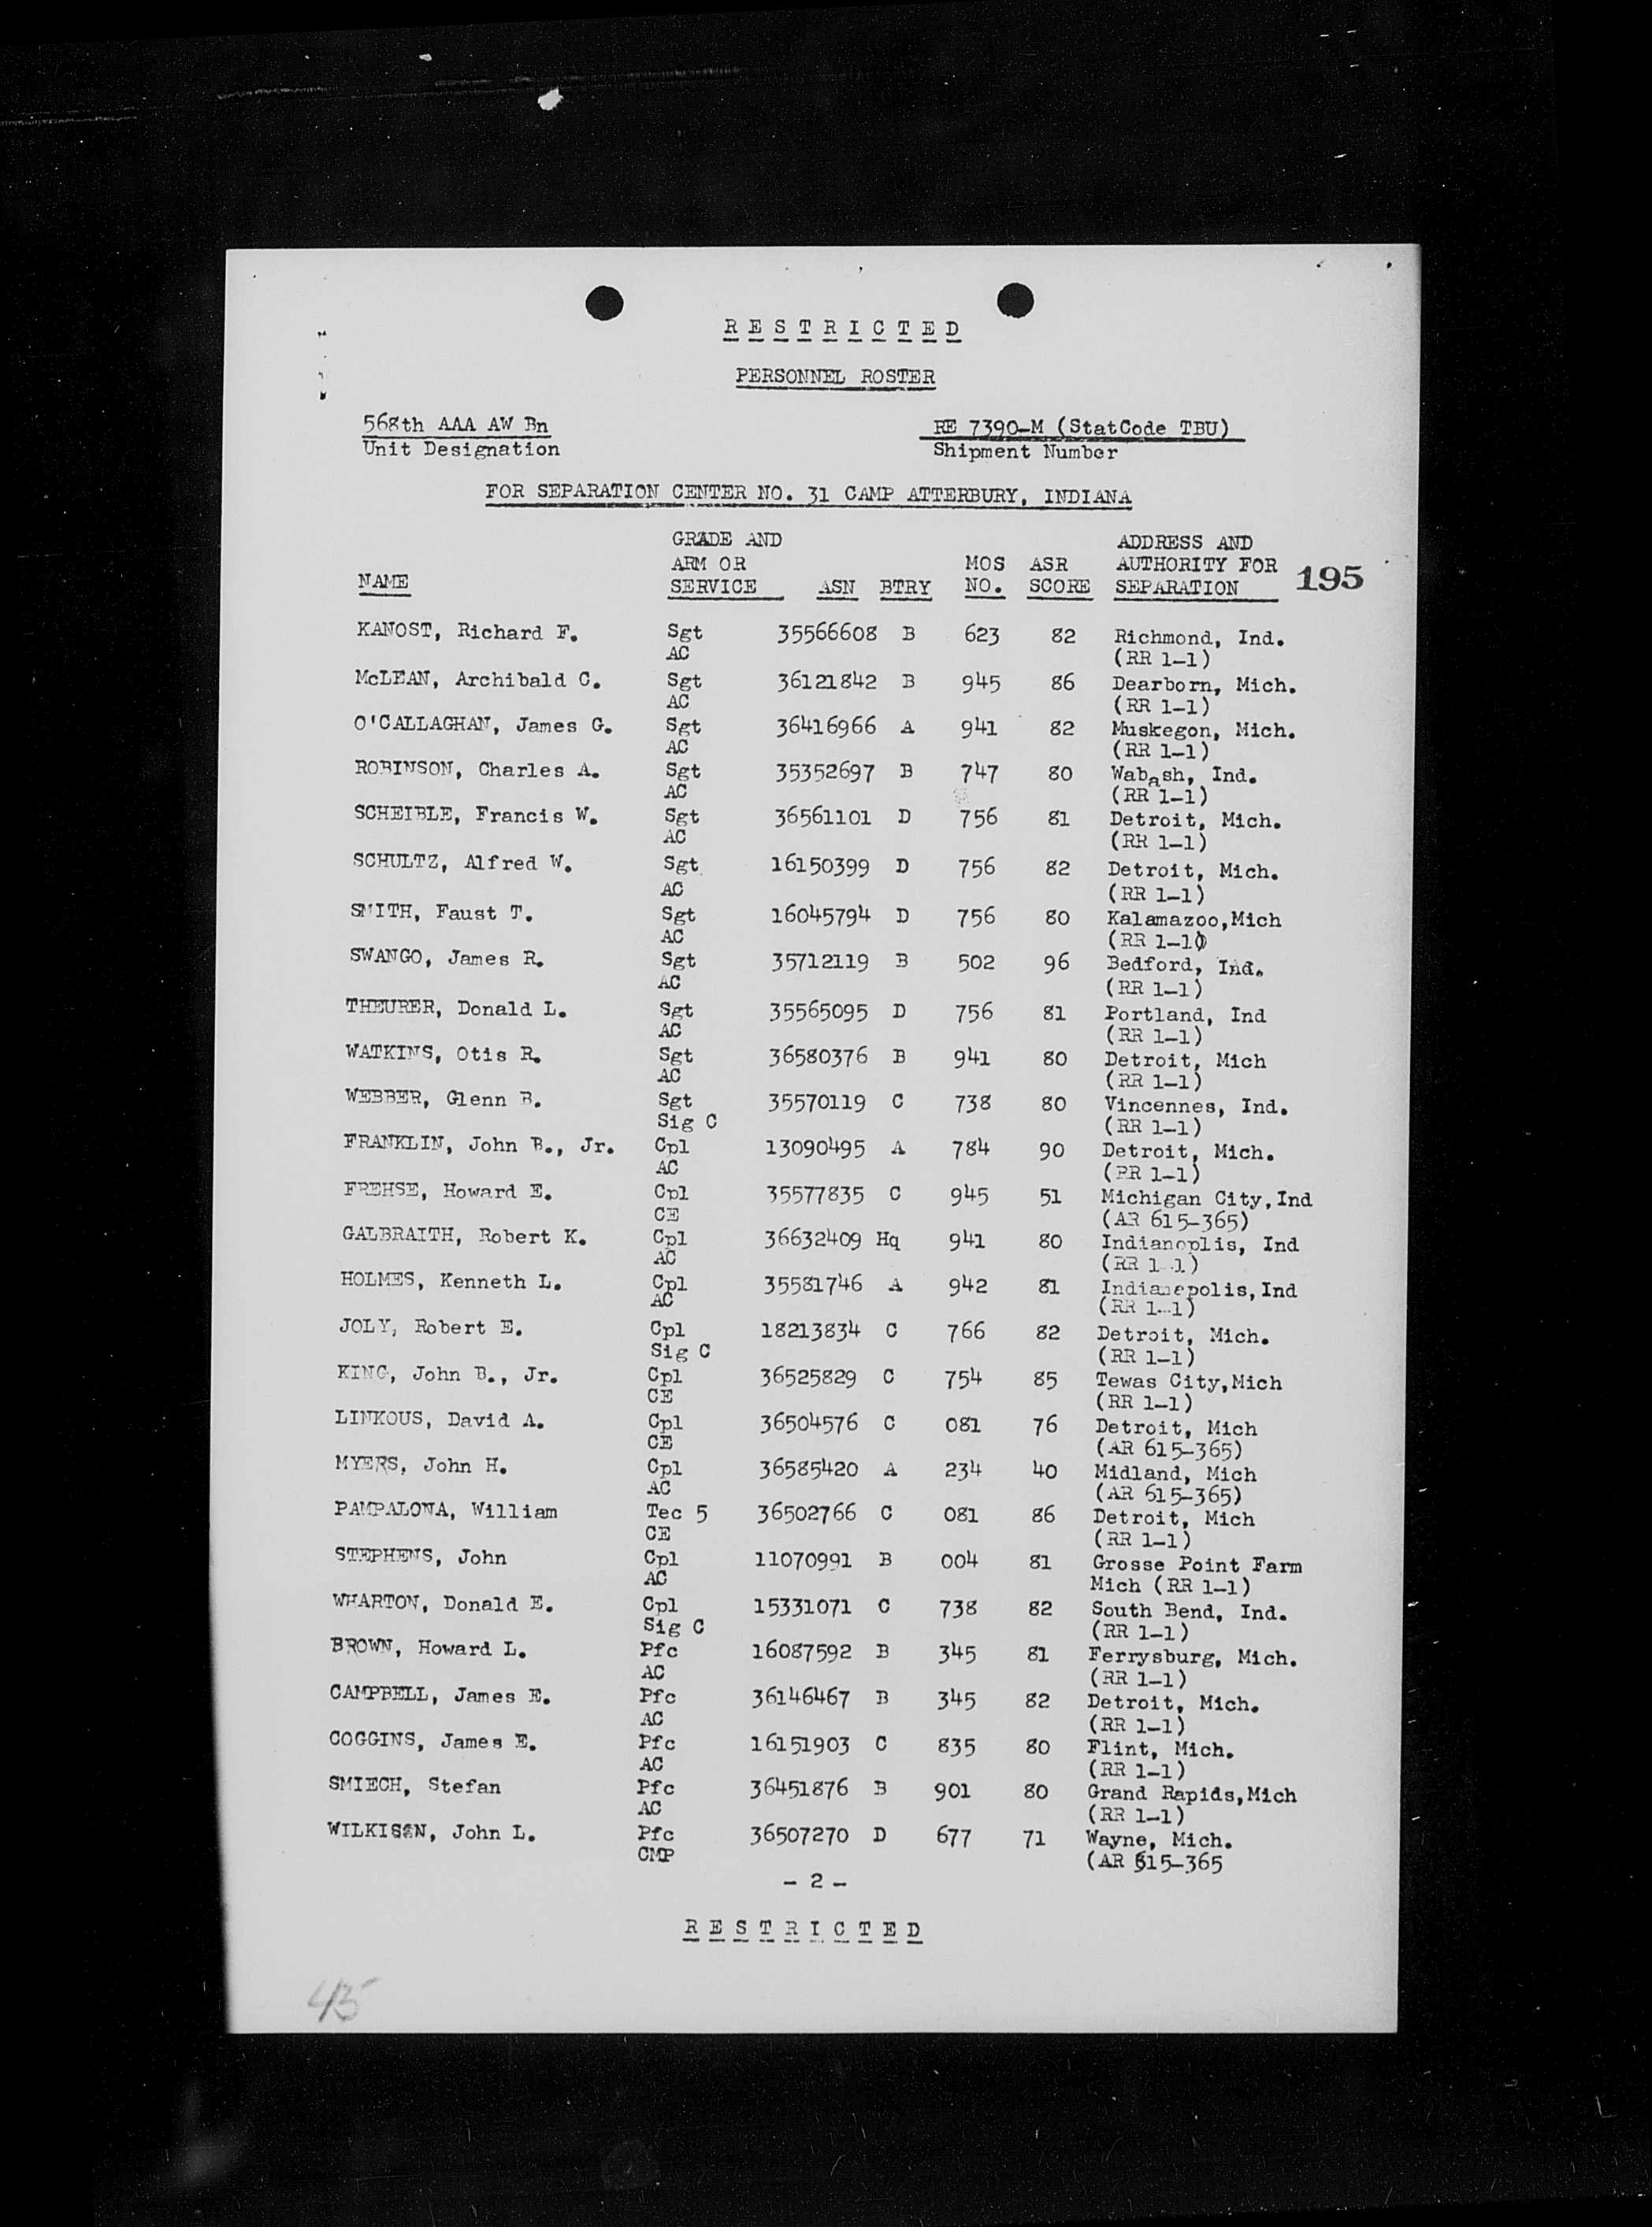 RESTRICTED
PERSONNEL ROSTER
568th AAA AW Bn RE 7390-M (StatCode TBU)
Unit Designation Shipment Number
FOR SEPARATION CENTER NO. 31 CAMP ATTERBURY, INDIANA
GRADE AND ADDRESS AND
ARM OR MOS ASR AUTHORITY FOR 195
NAME SERVICE ASN BTRY NO. SCORE SEPARATION
KANOST, Richard F. Sgt 35566608 B 623 82 Richmond, Ind.
AC (RR 1-1)
McLEAN, Archibald C. Sgt 36121842 B 945 86 Dearborn, Mich.
AC (RR 1-1)
O'CALLAGHAN, James G. Sgt 36416966 A 941 82 Muskegon, Mich.
AC (RR 1-1)
ROBINSON, Charles A. Sgt 35352697 B 747 80 Wabash, Ind.
AC (RR 1-1)
SCHEIBLE, Francis W. Sgt 36561101 D 756 81 Detroit, Mich.
AC (RR 1-1)
SCHULTZ, Alfred W. Sgt 16150399 D 756 82 Detroit, Mich.
AC (RR 1-1)
SMITH, Faust T. Sgt 16045794 D 756 80 Kalamazoo,Mich
AC (RR 1-1)
SWANGO, James R. Sgt 35712119 B 502 96 Bedford, Ind.
AC (RR 1-1)
THEURER, Donald L. Sgt 35565095 D 756 81 Portland, Ind
AC (RR 1-1)
WATKINS, Otis R. Sgt 36580376 B 941 80 Detroit, Mich
AC (RR 1-1)
WEBBER, Glenn B. Sgt 35570119 C 738 80 Vincennes, Ind.
Sig C (RR 1-1)
FRANKLIN, John B., Jr. Cpl 13090495 A 784 90 Detroit, Mich.
AC (RR 1-1)
FREHSE, Howard E. Cpl 35577835 C 945 51 Michigan City,Ind
CE (AR 615-365)
GALBRAITH, Robert K. Cpl 36632409 Hq 941 80 Indianoplis, Ind
AC (RR 1-1)
HOLMES, Kenneth L. Cpl 35581746 A 942 81 Indianepolis,Ind
AC (RR 1-1)
JOLY, Robert E. Cpl 18213834 C 766 82 Detroit, Mich.
Sig C (RR 1-1)
KING, John B., Jr. Cpl 36525829 C 754 85 Tewas City,Mich
CE (RR 1-1)
LINKOUS, David A. Cpl 36504576 C 081 76 Detroit, Mich
CE (AR 615-365)
MYERS, John H. Cpl 36585420 A 234 40 Midland, Mich
AC (AR 615-365)
PAMPALONA, William Tec 5 36502766 C 081 86 Detroit, Mich
CE (RR 1-1)
STEPHENS, John Cpl 11070991 B 004 81 Grosse Point Farm
AC Mich (RR 1-1)
WHARTON, Donald E. Cpl 15331071 C 738 82 South Bend, Ind.
Sig C (RR 1-1)
BROWN, Howard L. Pfc 16087592 B 345 81 Ferrysburg, Mich.
AC (RR 1-1)
CAMPBELL, James E. Pfc 36146467 B 345 82 Detroit, Mich.
AC (RR 1-1)
COGGINS, James E. Pfc 16151903 C 835 80 Flint, Mich.
AC (RR 1-1)
SMIECH, Stefan Pfc 36451876 B 901 80 Grand Rapids,Mich
AC (RR 1-1)
WILKISON, John L. Pfc 36507270 D 677 71 Wayne, Mich.
CMP (AR 615-365
- 2 -
RESTRICTED
45